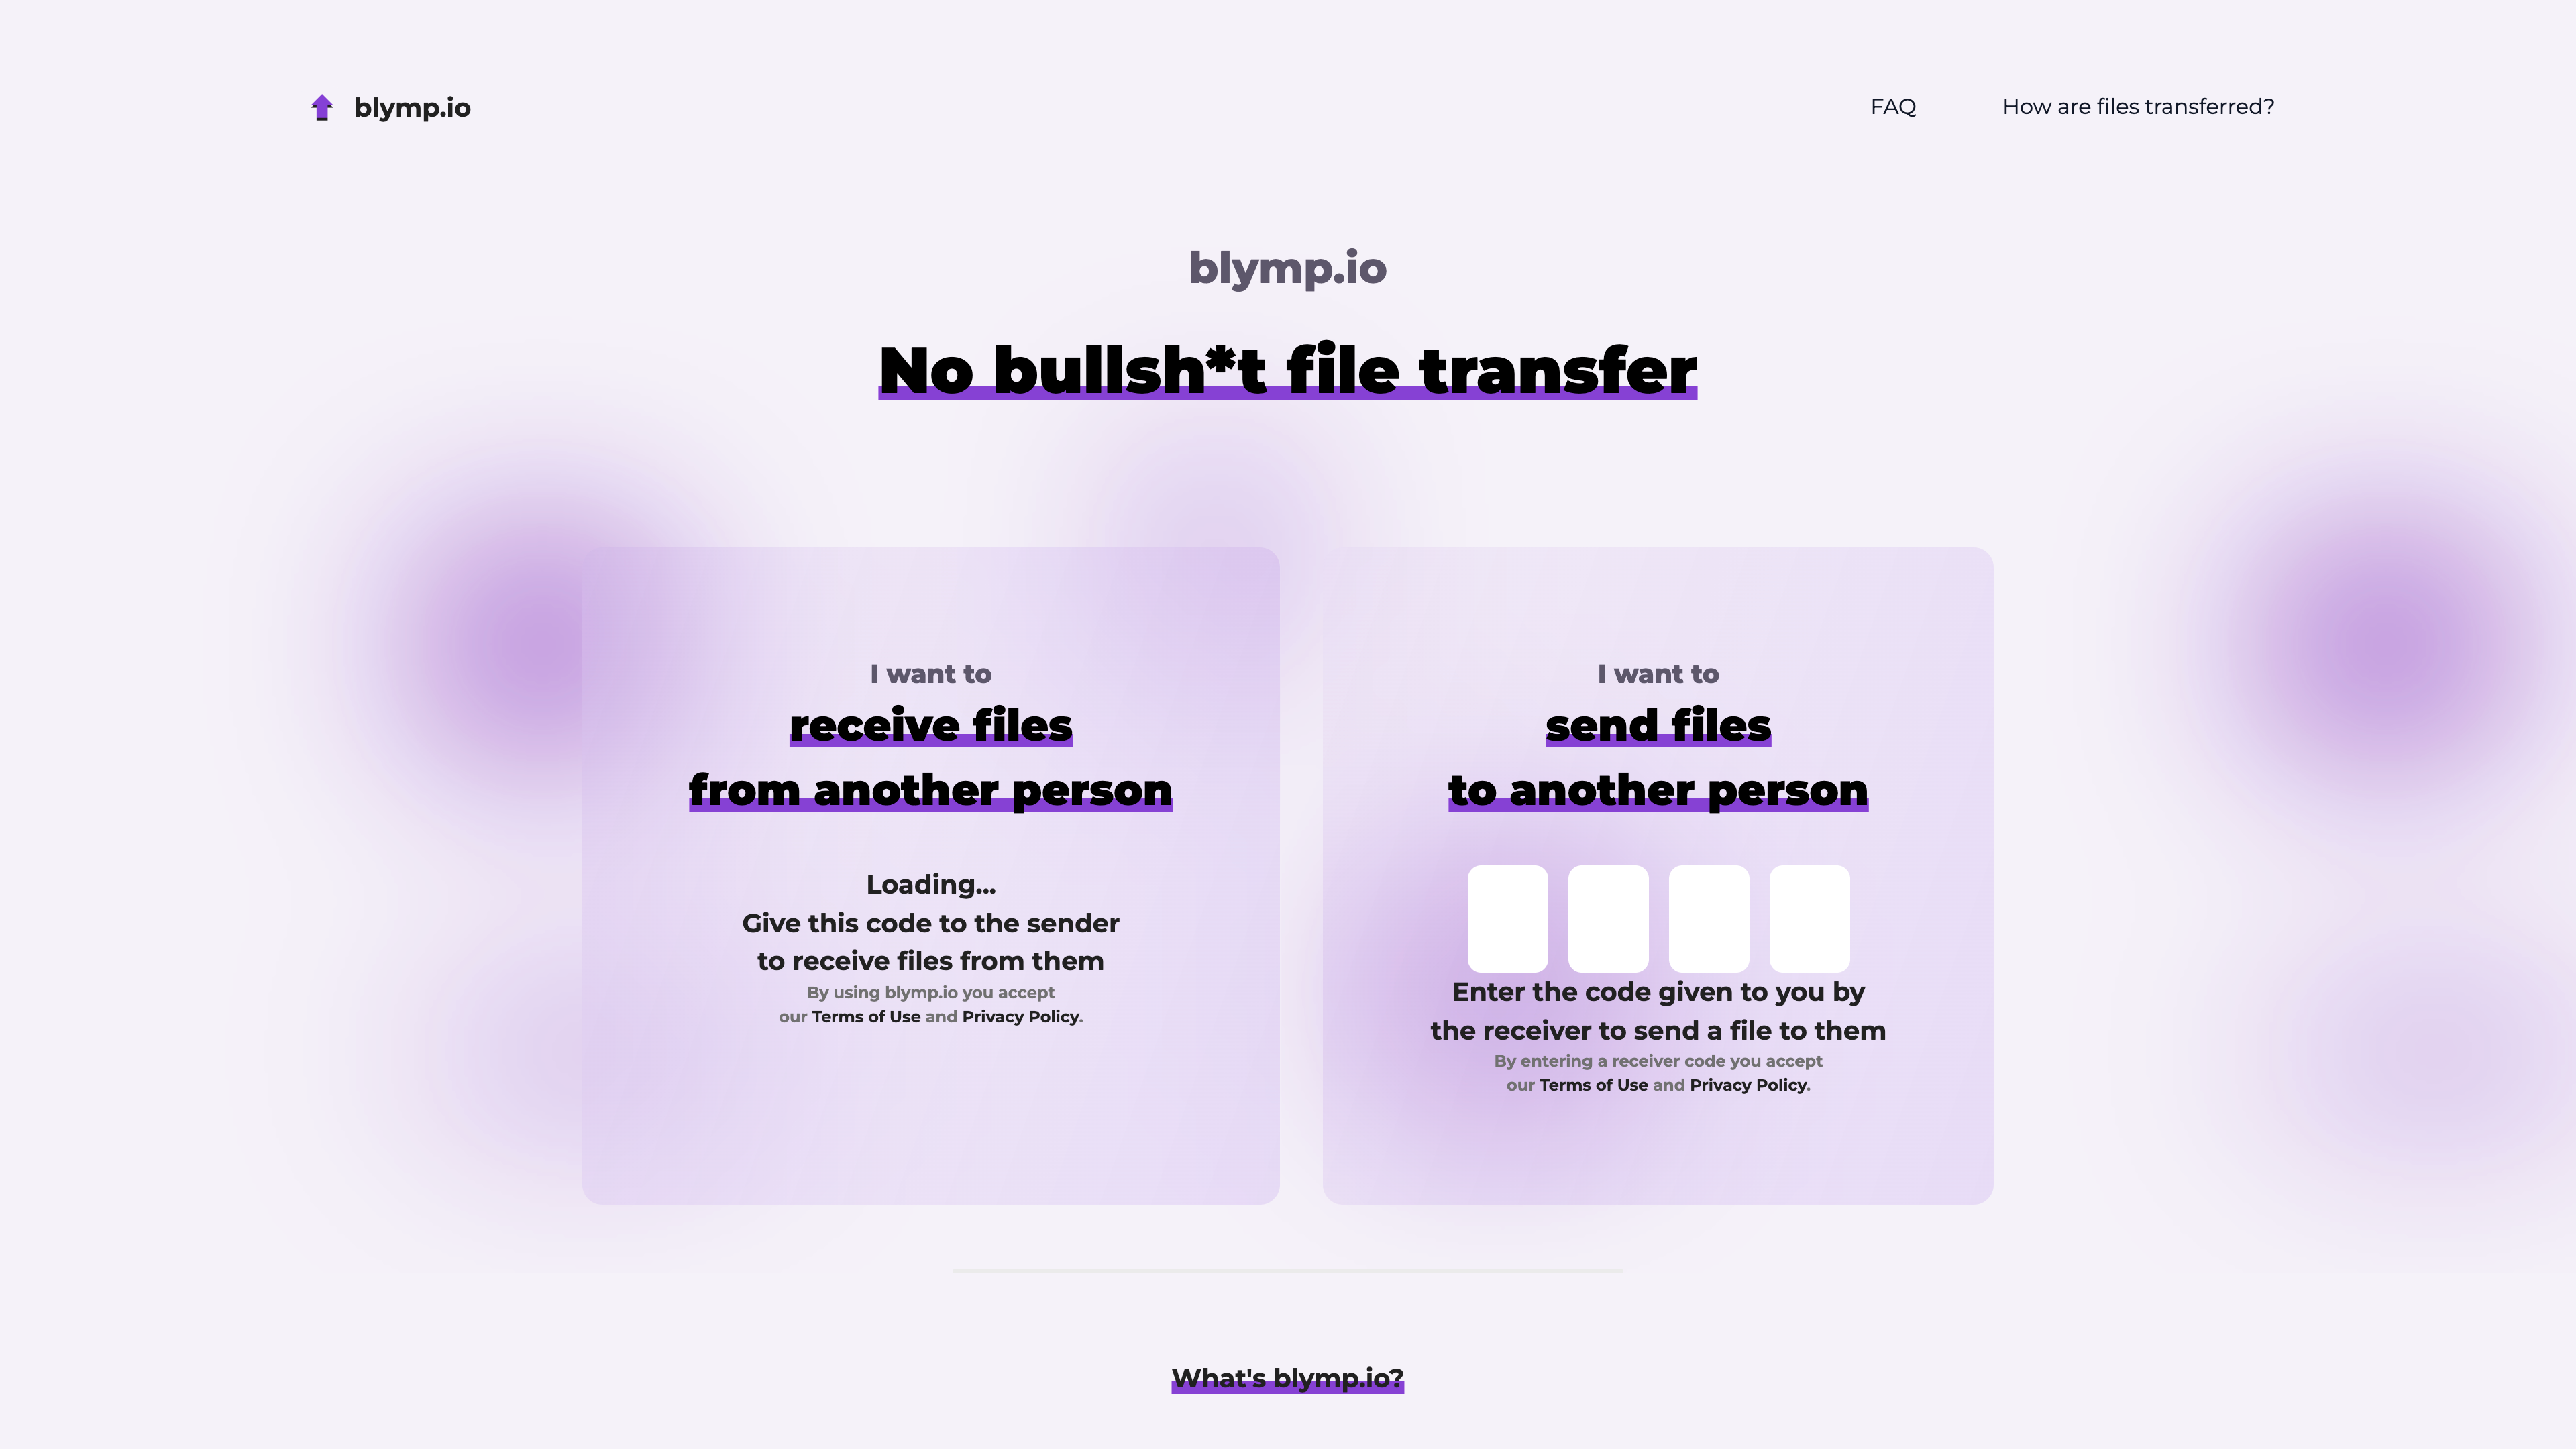 blymp.io
FAQ
How are files transferred?
blymp.io
No bullsh*t file transfer
I want to
receive files
from another person
Loading...
Give this code to the sender
to receive files from them
By using blymp.io you accept
our Terms of Use and Privacy Policy.
I want to
send files
to another person
Enter the code given to you by
the receiver to send a file to them
By entering a receiver code you accept
our Terms of Use and Privacy Policy.
What's blymp.io?